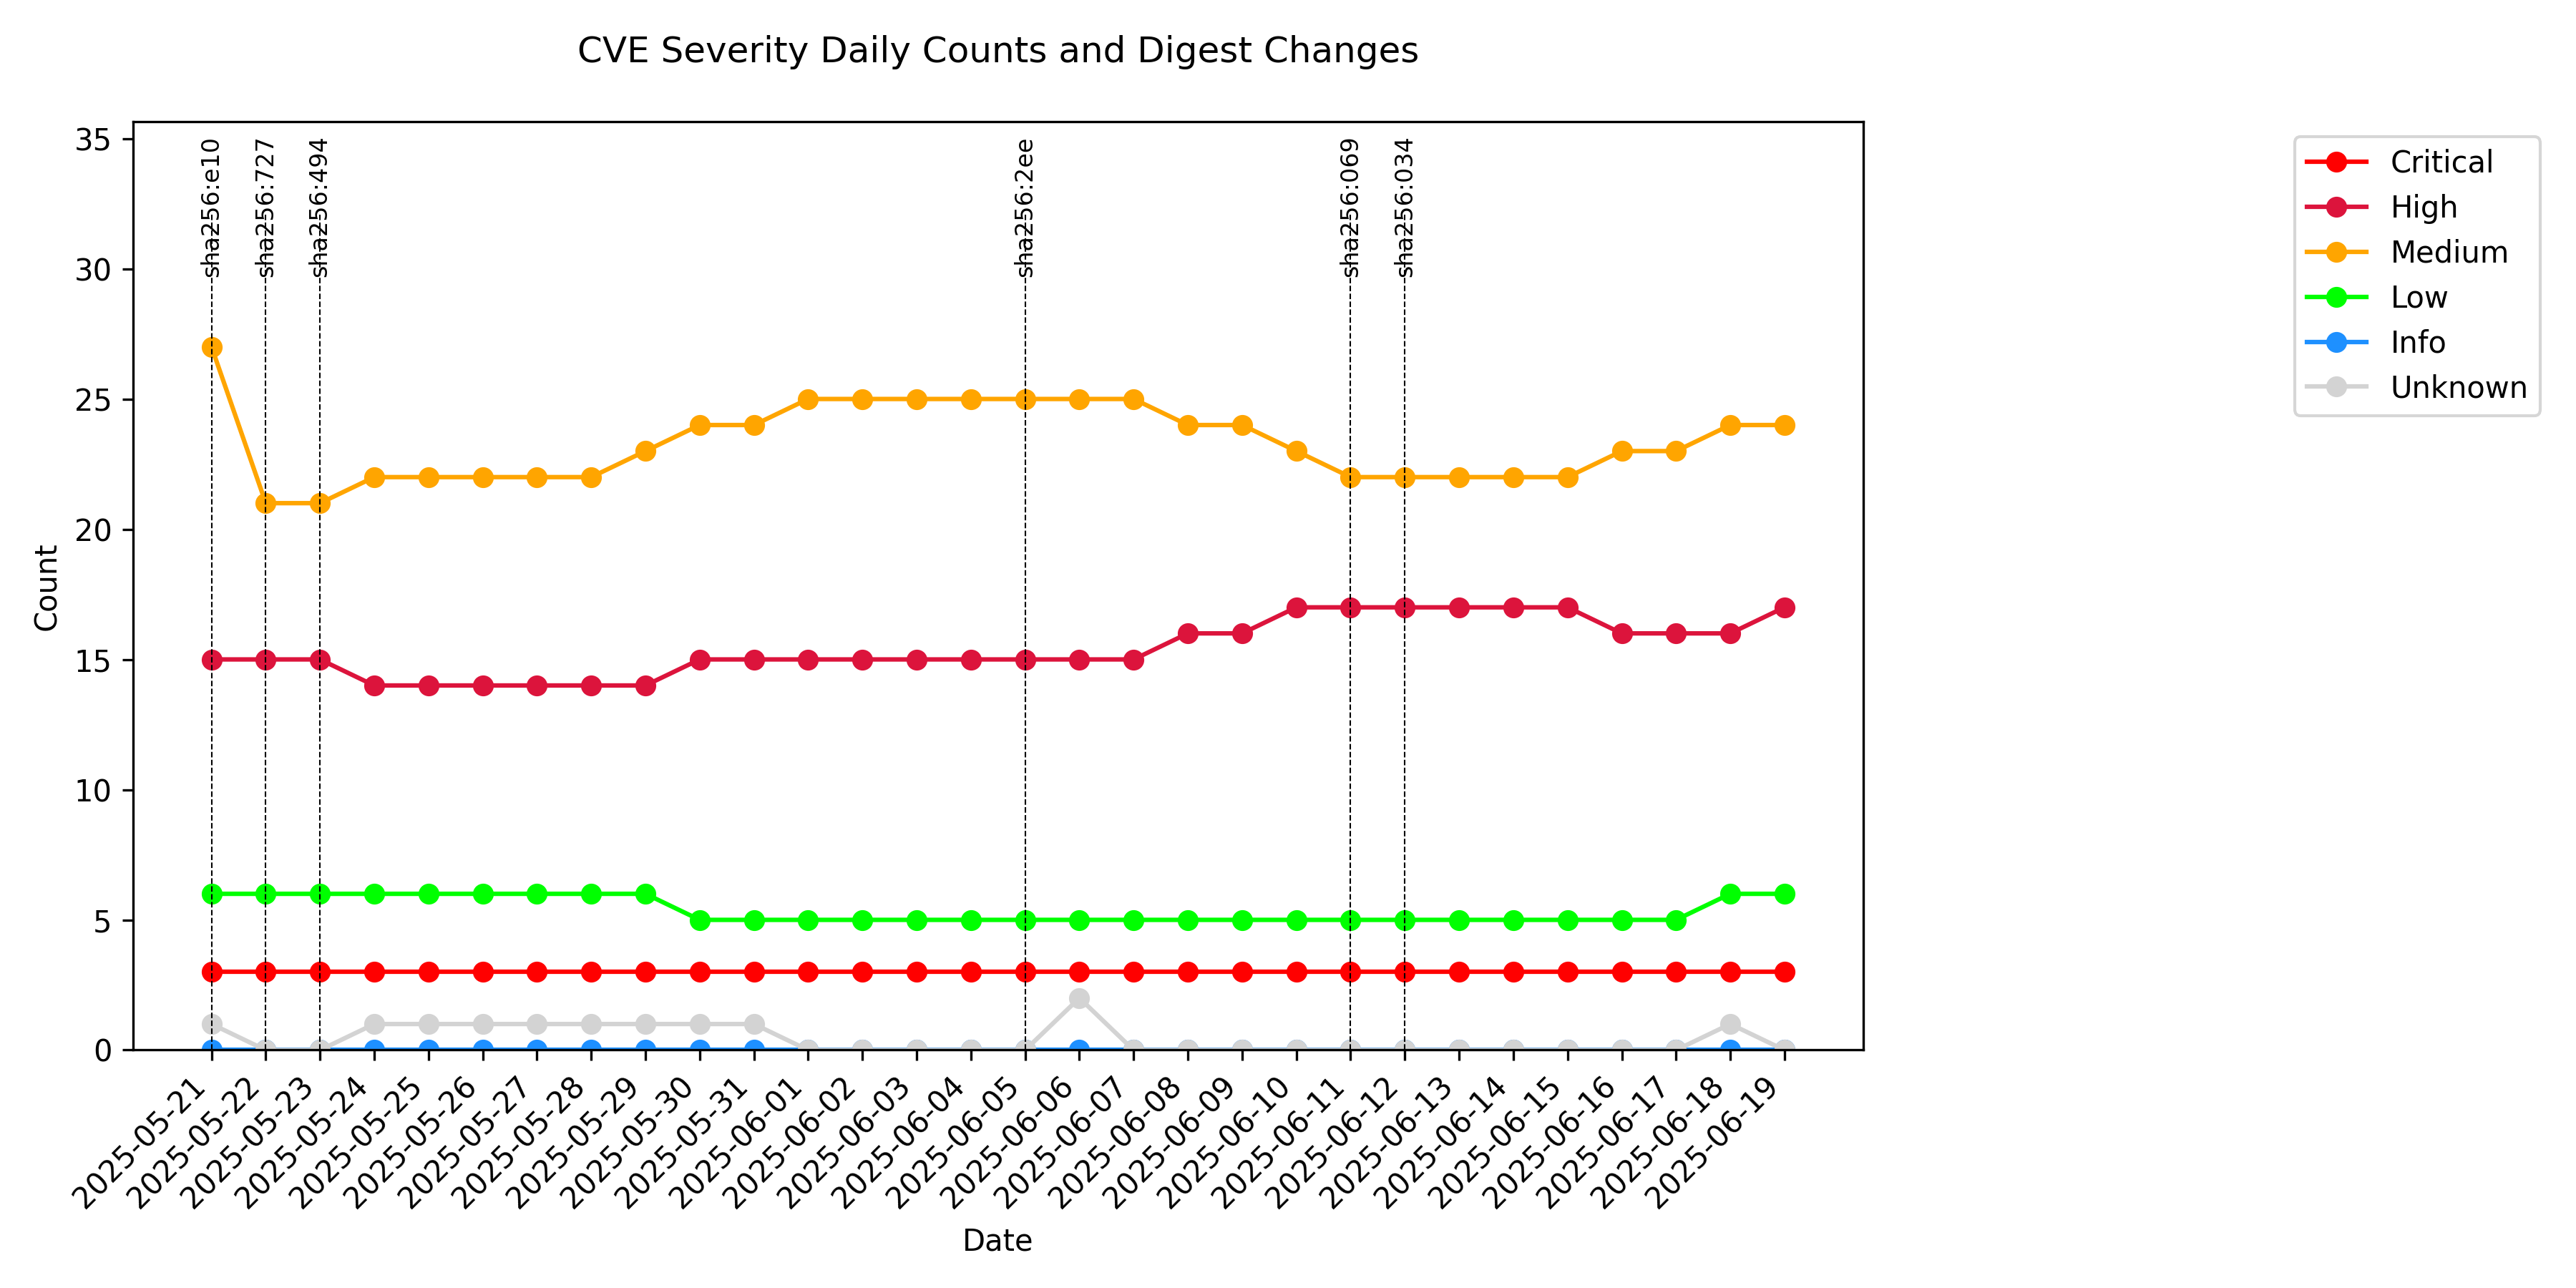 CVE Severity Daily Counts and Digest Changes
35
30
25
20
15
10
5
0
Count
sha256:e10
sha256:727
sha256:494
sha256:2ee
sha256:069
sha256:034
Critical
High
Medium
Low
Info
Unknown
2025-05-21
2025-05-22
2025-05-23
2025-05-24
2025-05-25
2025-05-26
2025-05-27
2025-05-28
2025-05-29
2025-05-30
2025-05-31
2025-06-01
2025-06-02
2025-06-03
2025-06-04
2025-06-05
2025-06-06
2025-06-07
2025-06-08
2025-06-09
2025-06-10
2025-06-11
2025-06-12
2025-06-13
2025-06-14
2025-06-15
2025-06-16
2025-06-17
2025-06-18
2025-06-19
Date